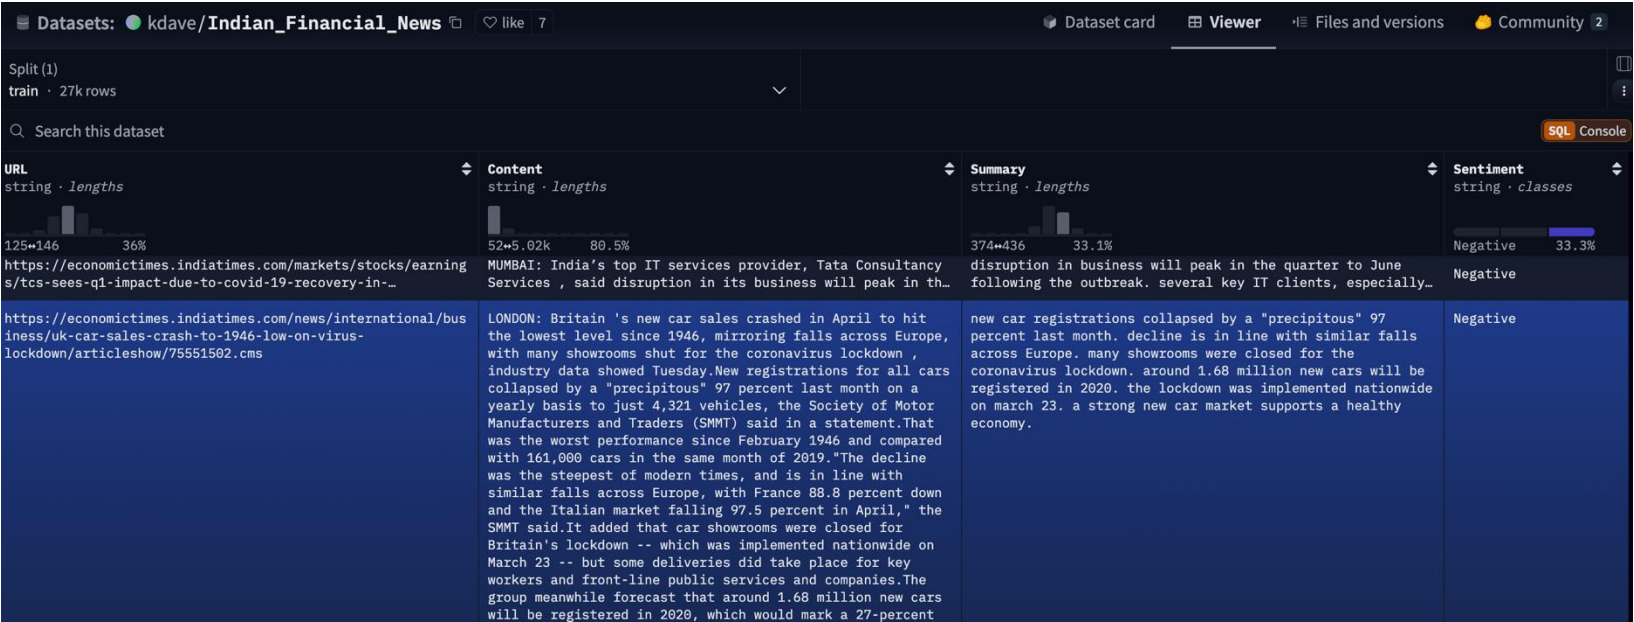 Datasets: kdave/Indian_Financial_News like 7
Dataset card Viewer Files and versions Community 2
Split (1)
train · 27k rows
Search this dataset
SQL Console
URL
string · lengths
125↔146 36%
Content
string · lengths
52↔5.02k 80.5%
Summary
string · lengths
374↔436 33.1%
Sentiment
string · classes
Negative 33.3%
https://economictimes.indiatimes.com/markets/stocks/earning
s/tcs-sees-q1-impact-due-to-covid-19-recovery-in-…
MUMBAI: India’s top IT services provider, Tata Consultancy
Services , said disruption in its business will peak in th…
disruption in business will peak in the quarter to June
following the outbreak. several key IT clients, especially…
Negative
https://economictimes.indiatimes.com/news/international/bus
iness/uk-car-sales-crash-to-1946-low-on-virus-
lockdown/articleshow/75551502.cms
LONDON: Britain 's new car sales crashed in April to hit
the lowest level since 1946, mirroring falls across Europe,
with many showrooms shut for the coronavirus lockdown ,
industry data showed Tuesday.New registrations for all cars
collapsed by a "precipitous" 97 percent last month on a
yearly basis to just 4,321 vehicles, the Society of Motor
Manufacturers and Traders (SMMT) said in a statement.That
was the worst performance since February 1946 and compared
with 161,000 cars in the same month of 2019."The decline
was the steepest of modern times, and is in line with
similar falls across Europe, with France 88.8 percent down
and the Italian market falling 97.5 percent in April," the
SMMT said.It added that car showrooms were closed for
Britain's lockdown -- which was implemented nationwide on
March 23 -- but some deliveries did take place for key
workers and front-line public services and companies.The
group meanwhile forecast that around 1.68 million new cars
will be registered in 2020, which would mark a 27-percent
new car registrations collapsed by a "precipitous" 97
percent last month. decline is in line with similar falls
across Europe. many showrooms were closed for the
coronavirus lockdown. around 1.68 million new cars will be
registered in 2020. the lockdown was implemented nationwide
on march 23. a strong new car market supports a healthy
economy.
Negative